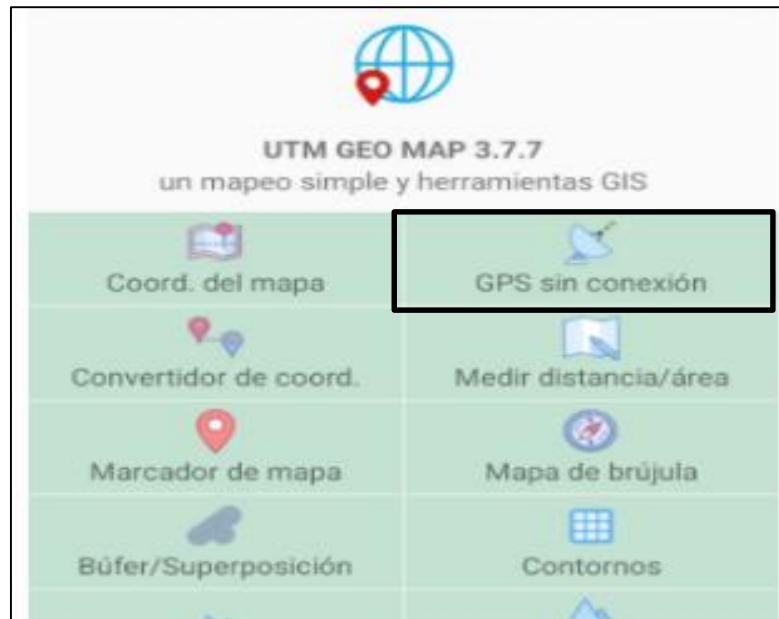 UTM GEO MAP 3.7.7
un mapeo simple y herramientas GIS
Coord. del mapa
GPS sin conexión
Convertidor de coord.
Medir distancia/área
Marcador de mapa
Mapa de brújula
Búfer/Superposición
Contornos